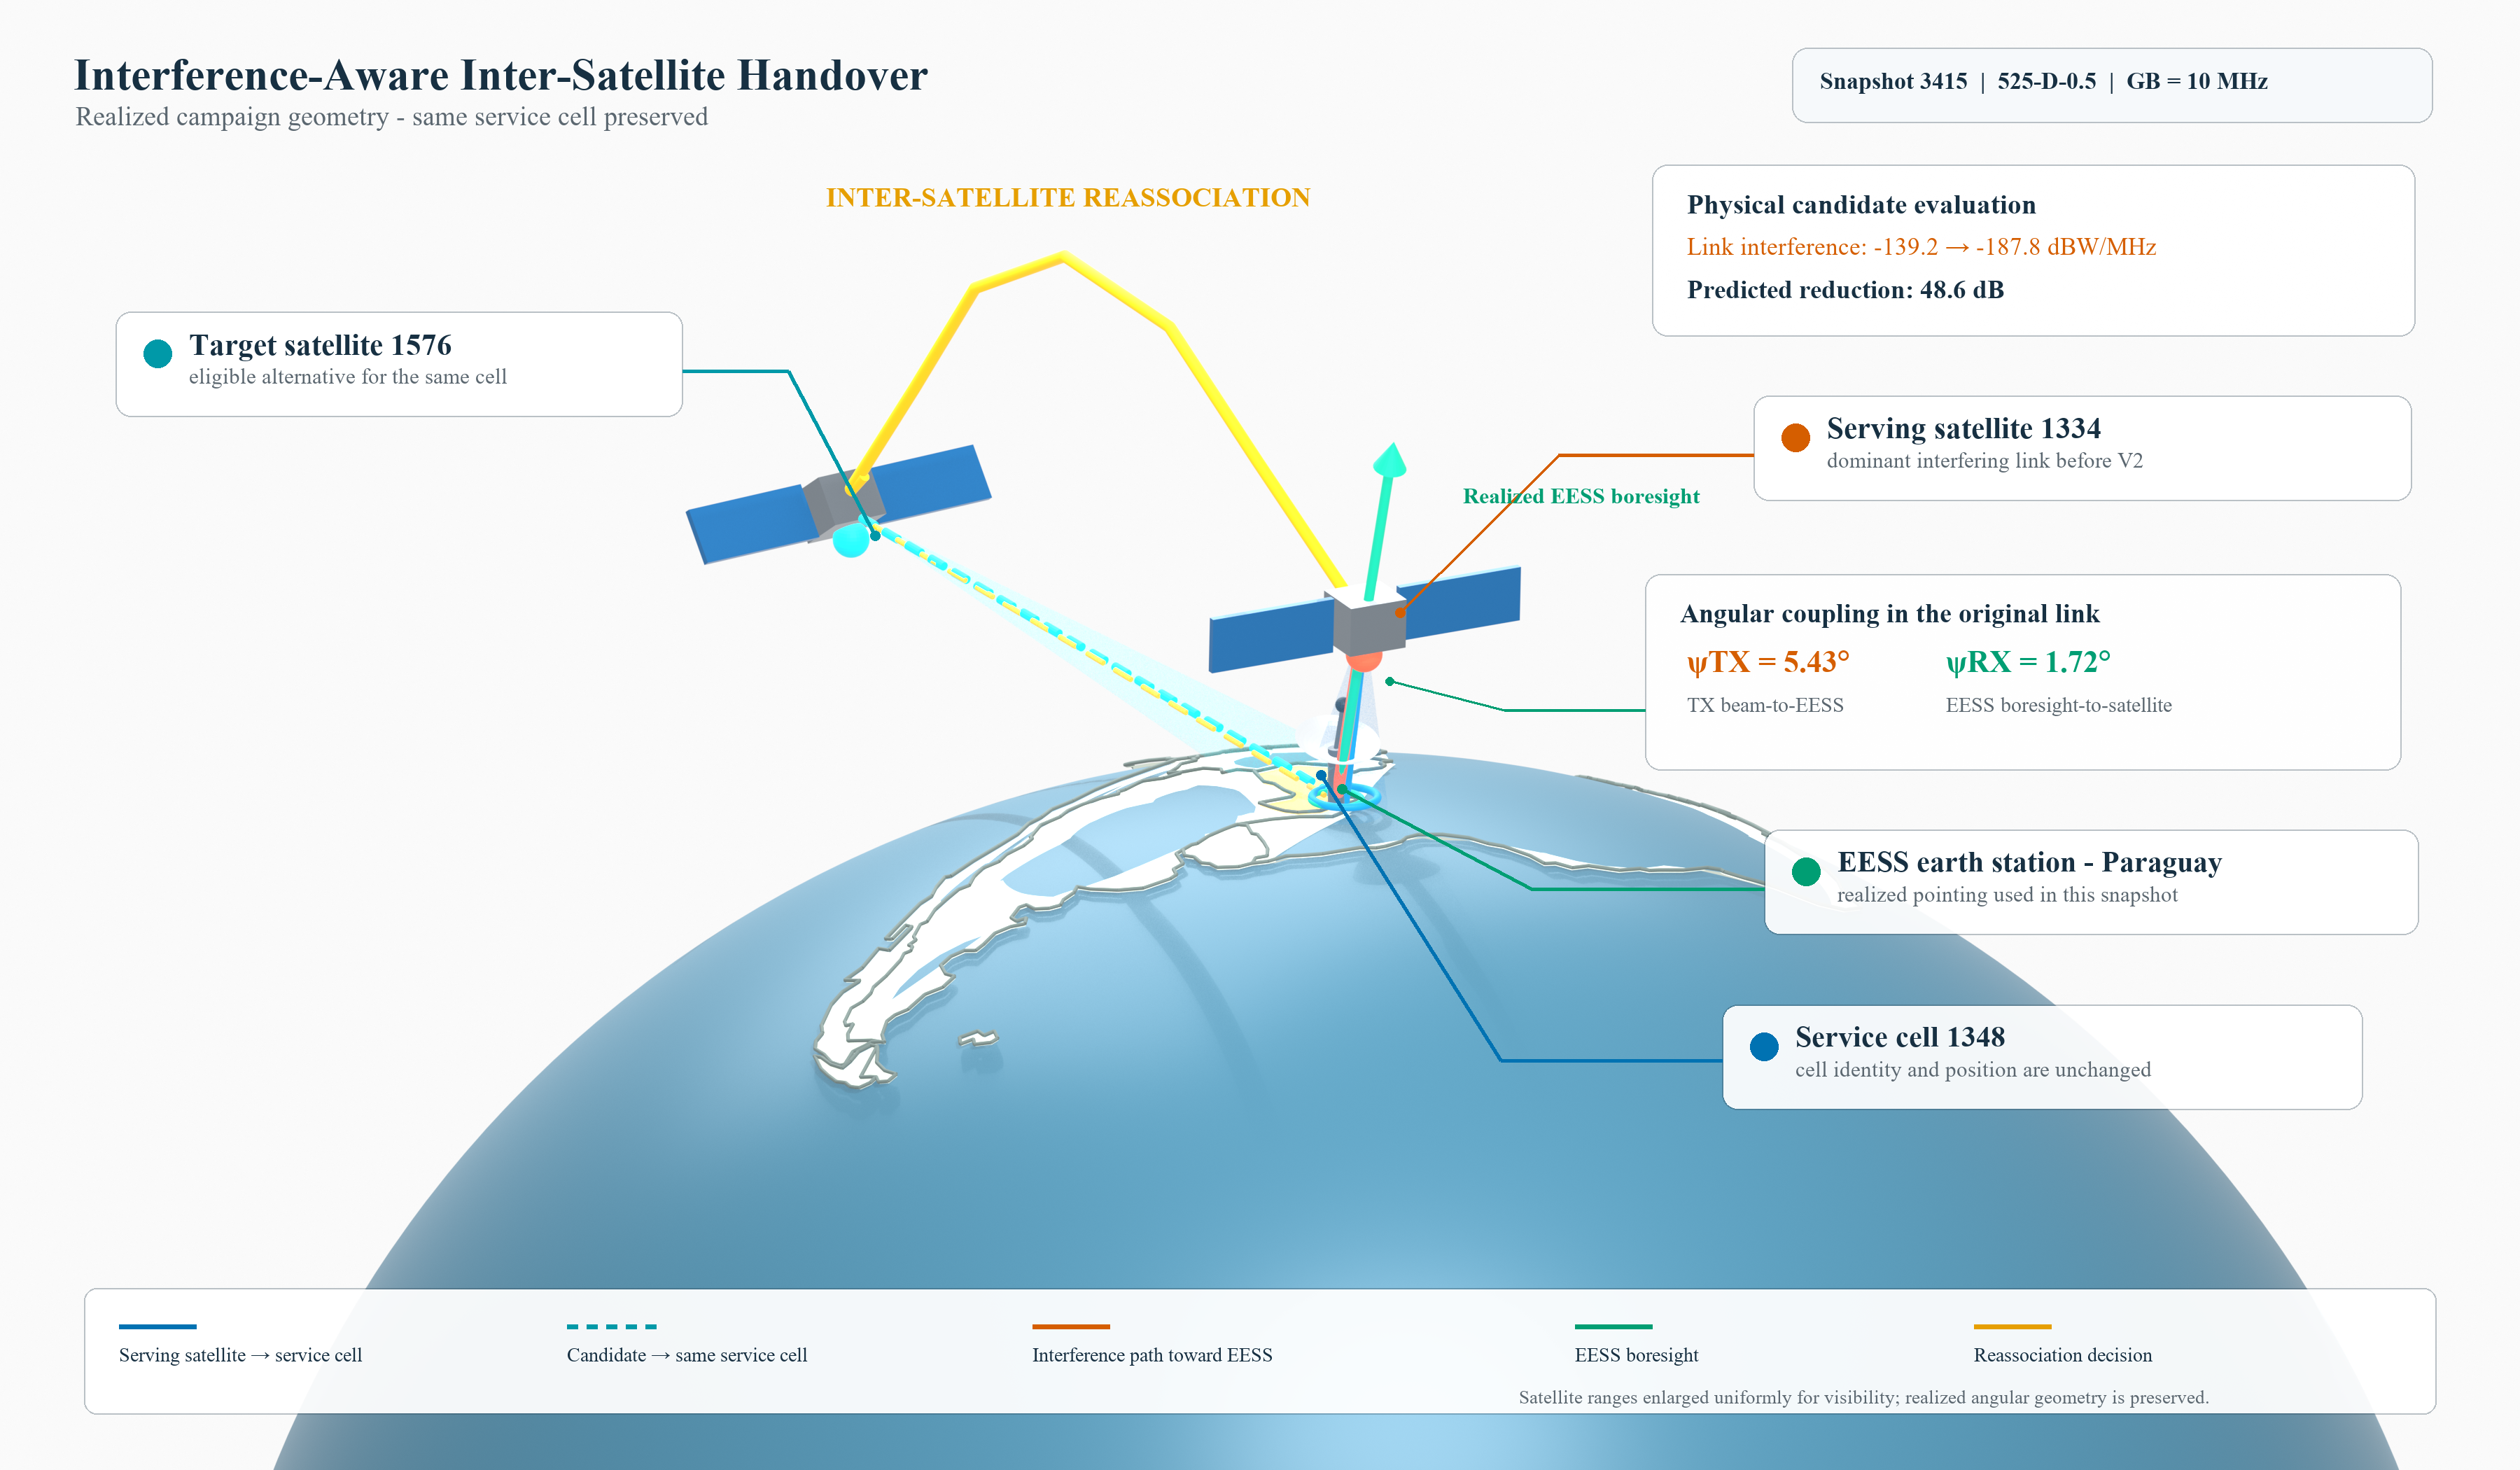 Interference-Aware Inter-Satellite Handover
Realized campaign geometry - same service cell preserved
Snapshot 3415 | 525-D-0.5 | GB = 10 MHz
INTER-SATELLITE REASSOCIATION
Physical candidate evaluation
Link interference: -139.2 → -187.8 dBW/MHz
Predicted reduction: 48.6 dB
Target satellite 1576
eligible alternative for the same cell
Serving satellite 1334
dominant interfering link before V2
Realized EESS boresight
Angular coupling in the original link
ψTX = 5.43° ψRX = 1.72°
TX beam-to-EESS EESS boresight-to-satellite
EESS earth station - Paraguay
realized pointing used in this snapshot
Service cell 1348
cell identity and position are unchanged
Serving satellite → service cell Candidate → same service cell Interference path toward EESS EESS boresight Reassociation decision
Satellite ranges enlarged uniformly for visibility; realized angular geometry is preserved.